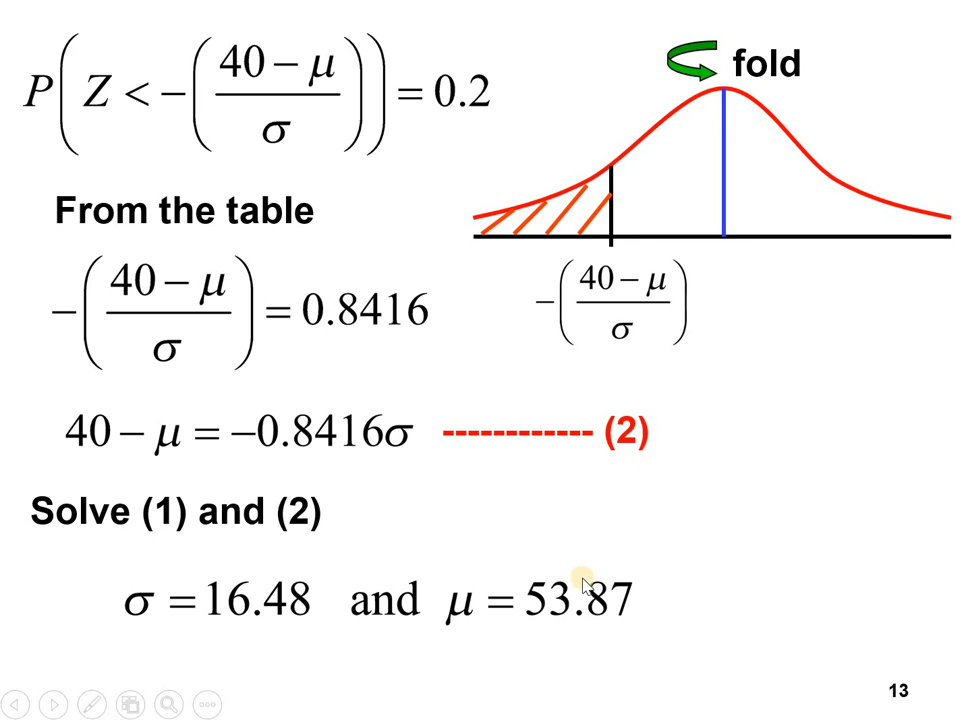 P(Z < −((40 − μ)/σ)) = 0.2
fold
From the table
−((40 − μ)/σ) = 0.8416
−((40 − μ)/σ)
40 − μ = −0.8416σ ------------ (2)
Solve (1) and (2)
σ = 16.48 and μ = 53.87
13